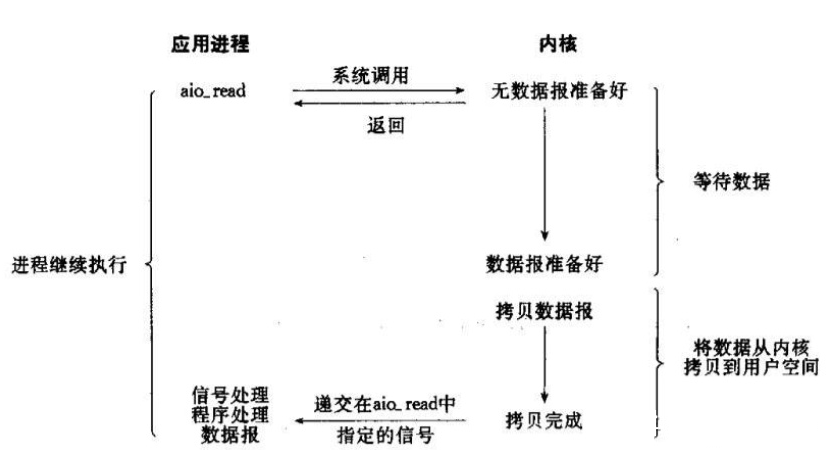 应用进程
内核
aio_read
系统调用
无数据报准备好
返回
等待数据
进程继续执行
数据报准备好
拷贝数据报
将数据从内核
拷贝到用户空间
信号处理
程序处理
数据报
递交在aio_read中
指定的信号
拷贝完成